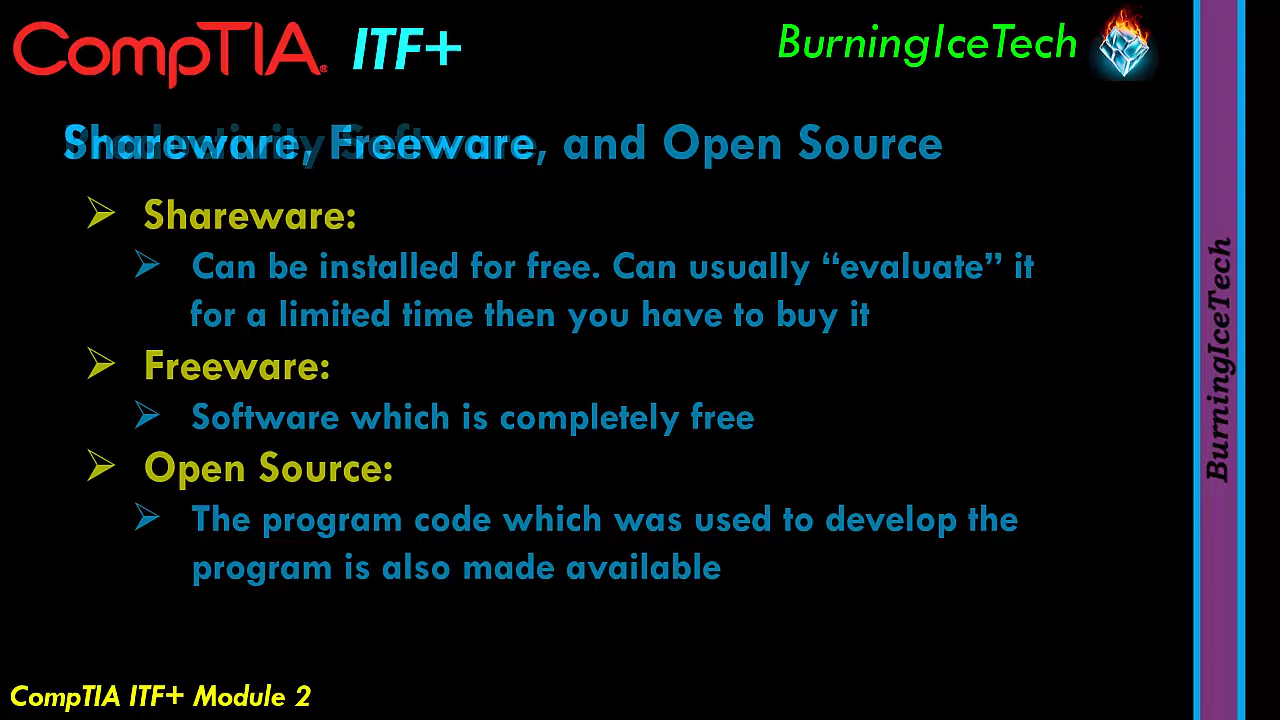 CompTIA® ITF+
BurningIceTech
Shareware, Freeware, and Open Source
Shareware:
Can be installed for free. Can usually “evaluate” it
for a limited time then you have to buy it
Freeware:
Software which is completely free
Open Source:
The program code which was used to develop the
program is also made available
BurningIceTech
CompTIA ITF+ Module 2